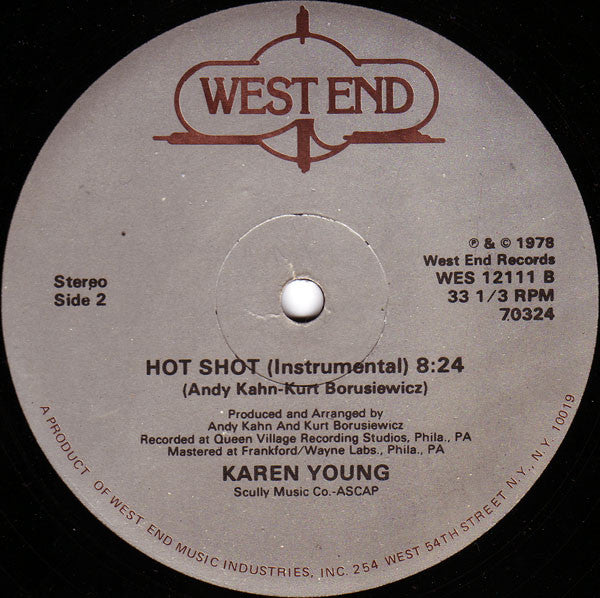 WEST END
Stereo
Side 2
℗ & © 1978
West End Records
WES 12111 B
33 1/3 RPM
70324
HOT SHOT (Instrumental) 8:24
(Andy Kahn-Kurt Borusiewicz)
Produced and Arranged by
Andy Kahn And Kurt Borusiewicz
Recorded at Queen Village Recording Studios, Phila., PA
Mastered at Frankford/Wayne Labs., Phila., PA
KAREN YOUNG
Scully Music Co.-ASCAP
A PRODUCT OF WEST END MUSIC INDUSTRIES, INC. 254 WEST 54TH STREET N.Y., N.Y. 10019